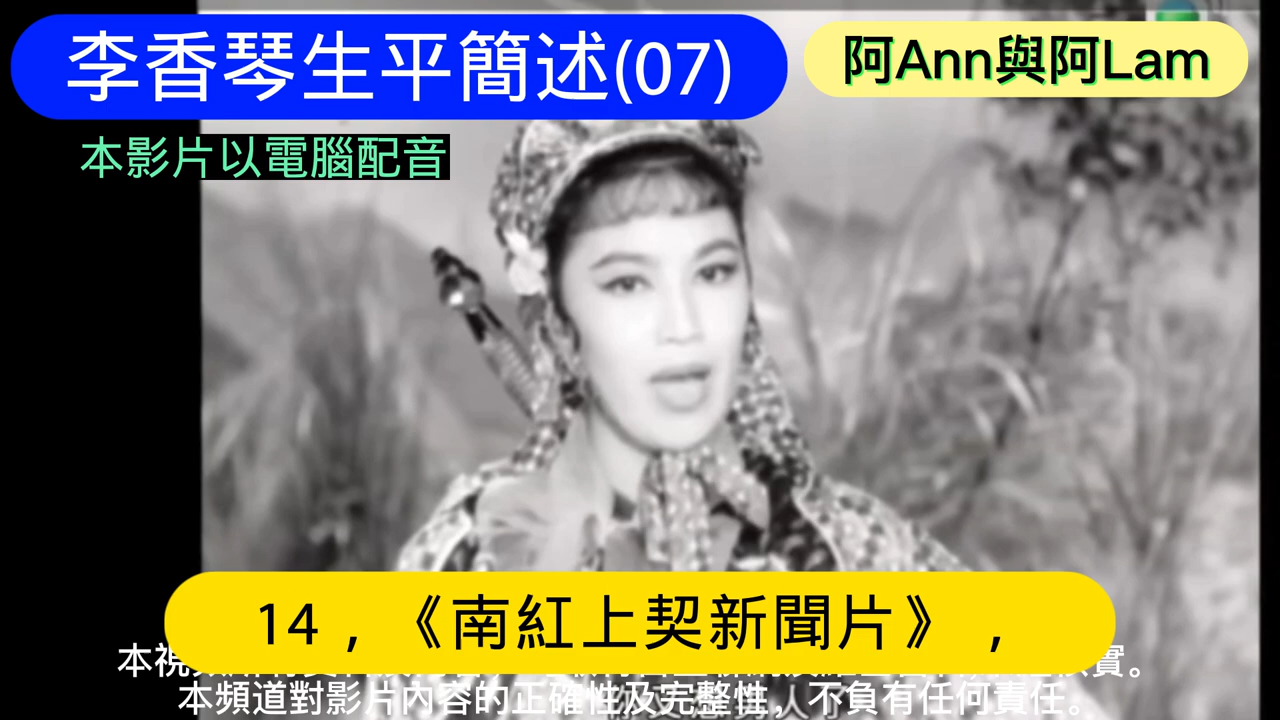 李香琴生平簡述(07)
阿Ann與阿Lam
本影片以電腦配音
14，《南紅上契新聞片》，
本視
實。
本頻道對影片內容的正確性及完整性，不負有任何責任。